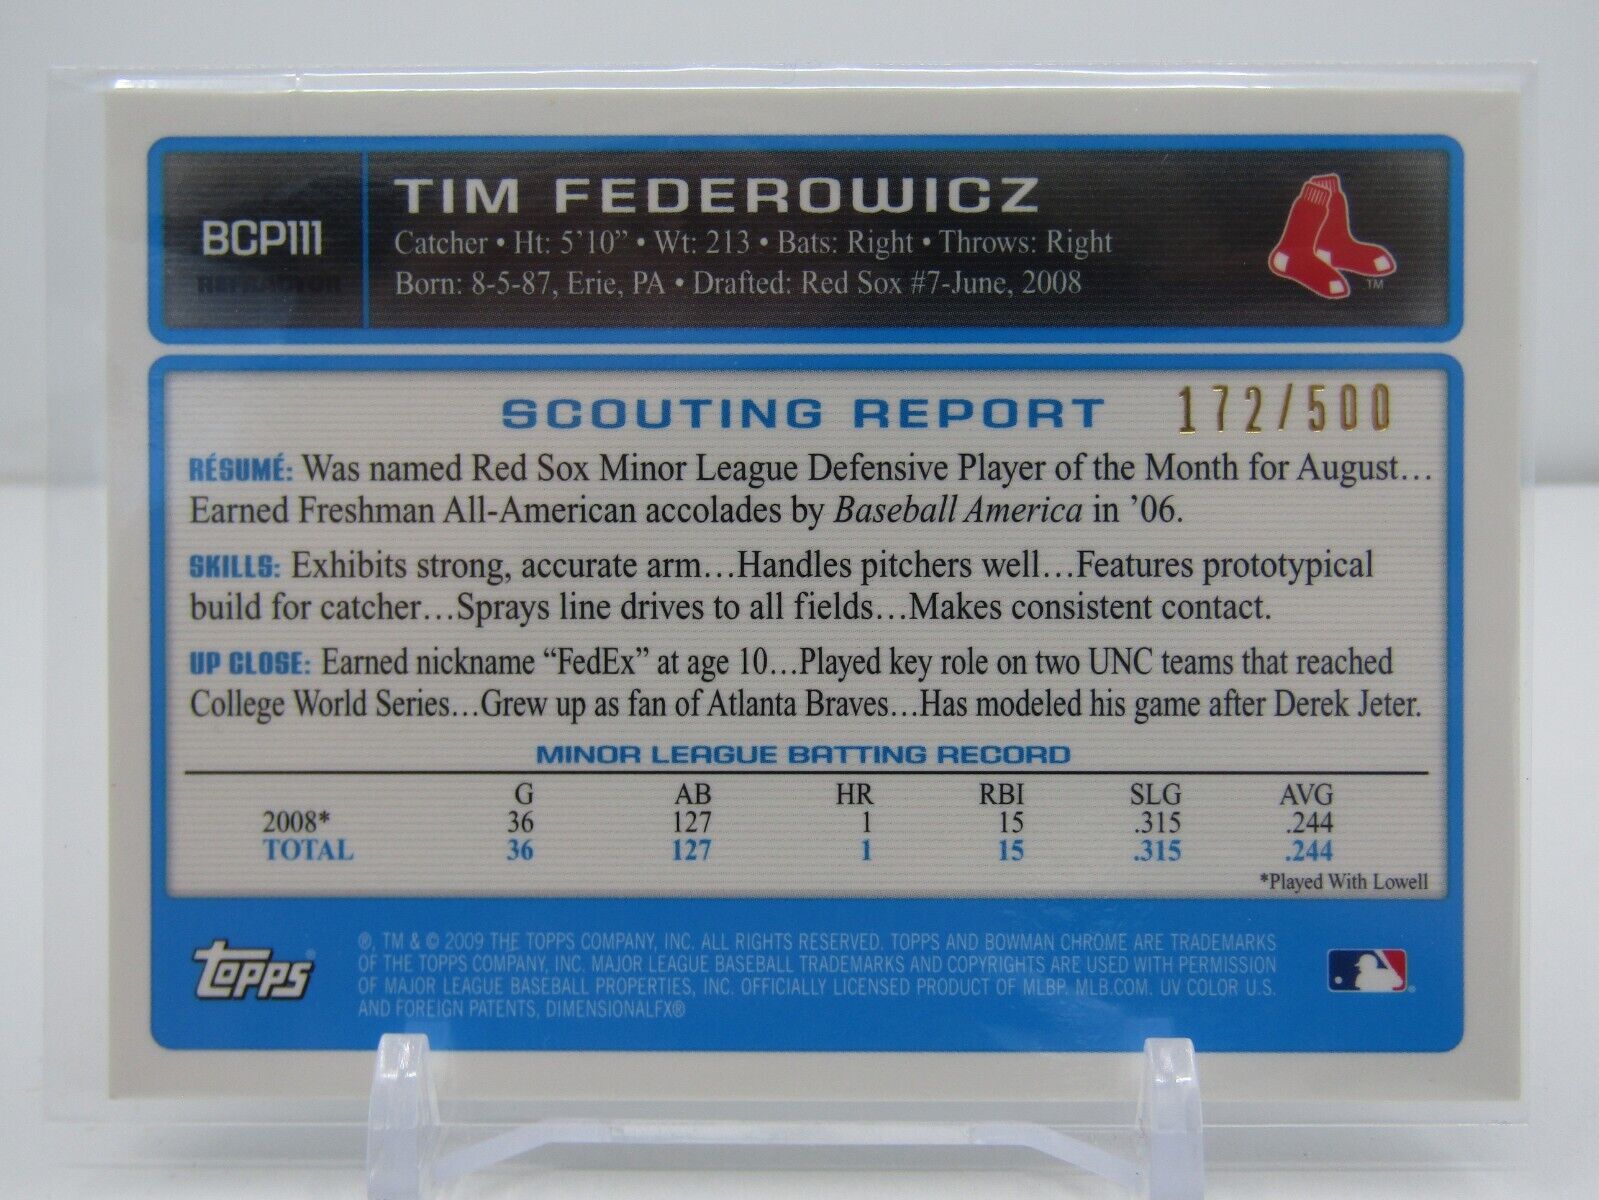 BCP111
REFRACTOR
TIM FEDEROWICZ
Catcher • Ht: 5’10” • Wt: 213 • Bats: Right • Throws: Right
Born: 8-5-87, Erie, PA • Drafted: Red Sox #7-June, 2008
TM
SCOUTING REPORT 172/500
RÉSUMÉ: Was named Red Sox Minor League Defensive Player of the Month for August…
Earned Freshman All-American accolades by Baseball America in ’06.
SKILLS: Exhibits strong, accurate arm…Handles pitchers well…Features prototypical
build for catcher…Sprays line drives to all fields…Makes consistent contact.
UP CLOSE: Earned nickname “FedEx” at age 10…Played key role on two UNC teams that reached
College World Series…Grew up as fan of Atlanta Braves…Has modeled his game after Derek Jeter.
MINOR LEAGUE BATTING RECORD
G AB HR RBI SLG AVG
2008* 36 127 1 15 .315 .244
TOTAL 36 127 1 15 .315 .244
*Played With Lowell
Topps®
®, TM & © 2009 THE TOPPS COMPANY, INC. ALL RIGHTS RESERVED. TOPPS AND BOWMAN CHROME ARE TRADEMARKS
OF THE TOPPS COMPANY, INC. MAJOR LEAGUE BASEBALL TRADEMARKS AND COPYRIGHTS ARE USED WITH PERMISSION
OF MAJOR LEAGUE BASEBALL PROPERTIES, INC. OFFICIALLY LICENSED PRODUCT OF MLBP. MLB.COM. UV COLOR U.S.
AND FOREIGN PATENTS, DIMENSIONALFX®